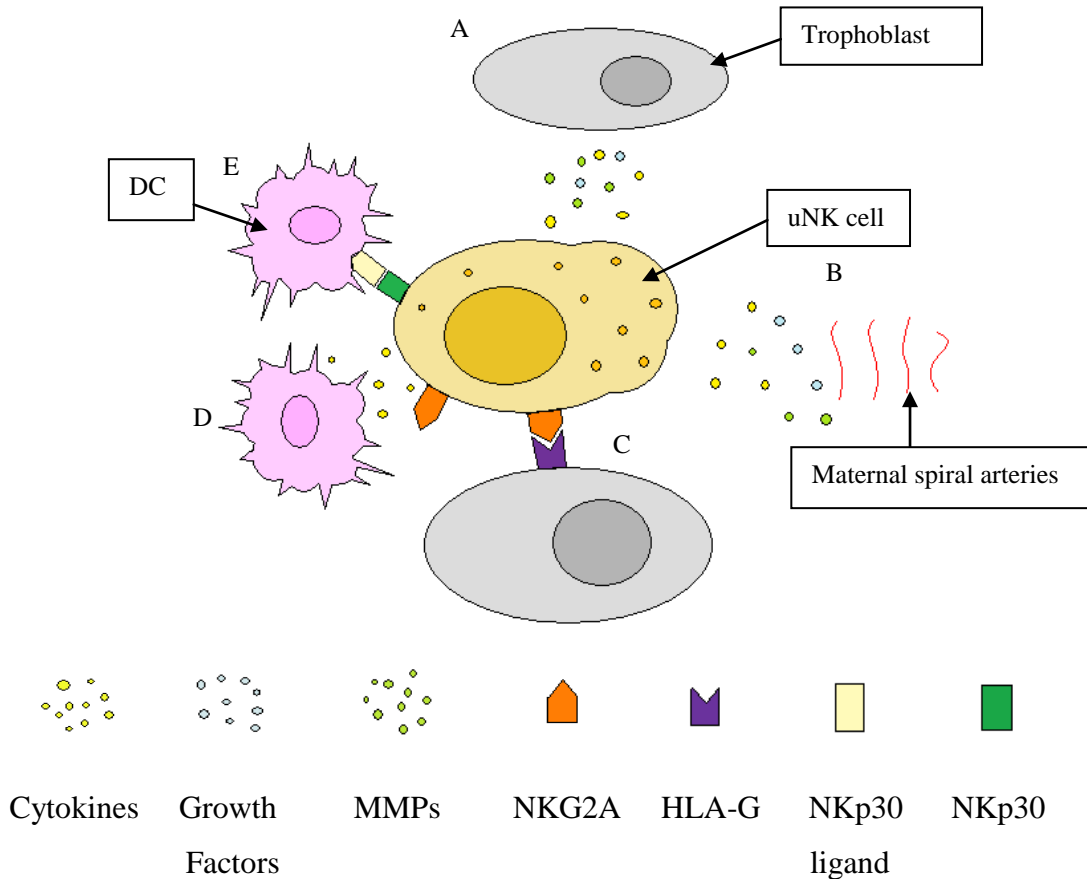 A
Trophoblast
E
DC
uNK cell
B
D
C
Maternal spiral arteries
Cytokines Growth MMPs NKG2A HLA-G NKp30 NKp30
Factors ligand